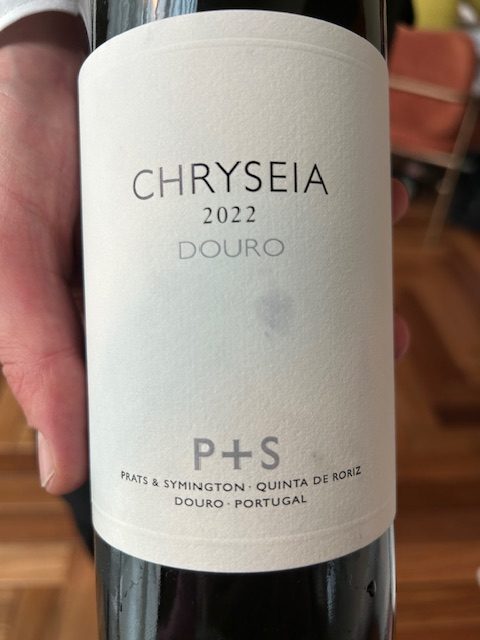 CHRYSEIA
2022
DOURO
P+S
PRATS & SYMINGTON · QUINTA DE RORIZ
DOURO · PORTUGAL